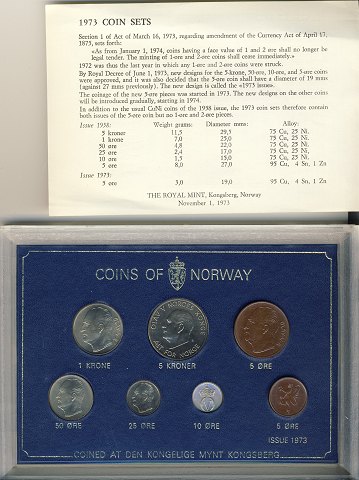 1973 COIN SETS
Section 1 of Act of March 16, 1973, regarding amendment of the Currency Act of April 17,
1873, sets forth:
«As from January 1, 1974, coins having a face value of 1 and 2 øre shall no longer be
legal tender. The minting of 1-øre and 2-øre coins shall cease immediately.»
1972 was thus the last year in which any 1-øre and 2-øre coins were struck.
By Royal Decree of June 1, 1973, new designs for the 5-krone, 50-øre, 10-øre, and 5-øre coins
were approved, and it was also decided that the 5-øre coin shall have a diameter of 19 mms
(against 27 mms previously). The new design is called the «1973 issue».
The coinage of the new 5-øre pieces was started in 1973. The new designs on the other coins
will be introduced gradually, starting in 1974.
In addition to the usual CuNi coins of the 1958 issue, the 1973 coin sets therefore contain
both issues of the 5-øre coin but no 1-øre and 2-øre pieces.
Issue 1958: Weight grams: Diameter mms: Alloy:
5 kroner 11,5 29,5 75 Cu, 25 Ni.
1 krone 7,0 25,0 75 Cu, 25 Ni.
50 øre 4,8 22,0 75 Cu, 25 Ni.
25 øre 2,4 17,0 75 Cu, 25 Ni.
10 øre 1,5 15,0 75 Cu, 25 Ni.
5 øre 8,0 27,0 95 Cu, 4 Sn, 1 Zn
Issue 1973:
5 øre 3,0 19,0 95 Cu, 4 Sn, 1 Zn
THE ROYAL MINT, Kongsberg, Norway
November 1, 1973
COINS OF NORWAY
OLAV V NORGES KONGE
ALT FOR NORGE
1 KRONE 5 KRONER 5 ØRE
50 ØRE 25 ØRE 10 ØRE 5 ØRE
ISSUE 1973
COINED AT DEN KONGELIGE MYNT KONGSBERG